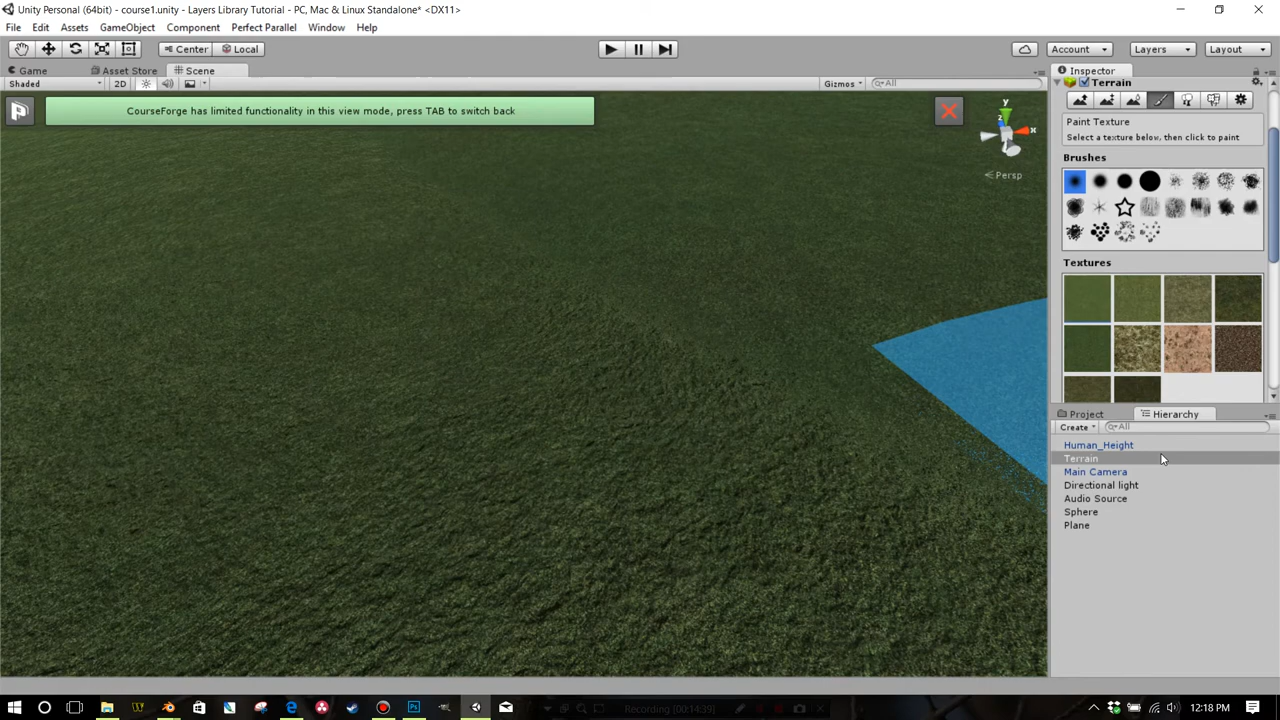 Unity Personal (64bit) - course1.unity - Layers Library Tutorial - PC, Mac & Linux Standalone* <DX11>
File Edit Assets GameObject Component Perfect Parallel Window Help
Center Local Account Layers Layout
Game Asset Store Scene Inspector
Shaded 2D Gizmos All Terrain
CourseForge has limited functionality in this view mode, press TAB to switch back
y
z
x
Persp
Paint Texture
Select a texture below, then click to paint
Brushes
Textures
Project Hierarchy
Create All
Human_Height
Terrain
Main Camera
Directional light
Audio Source
Sphere
Plane
Recording [00:14:39]
12:18 PM